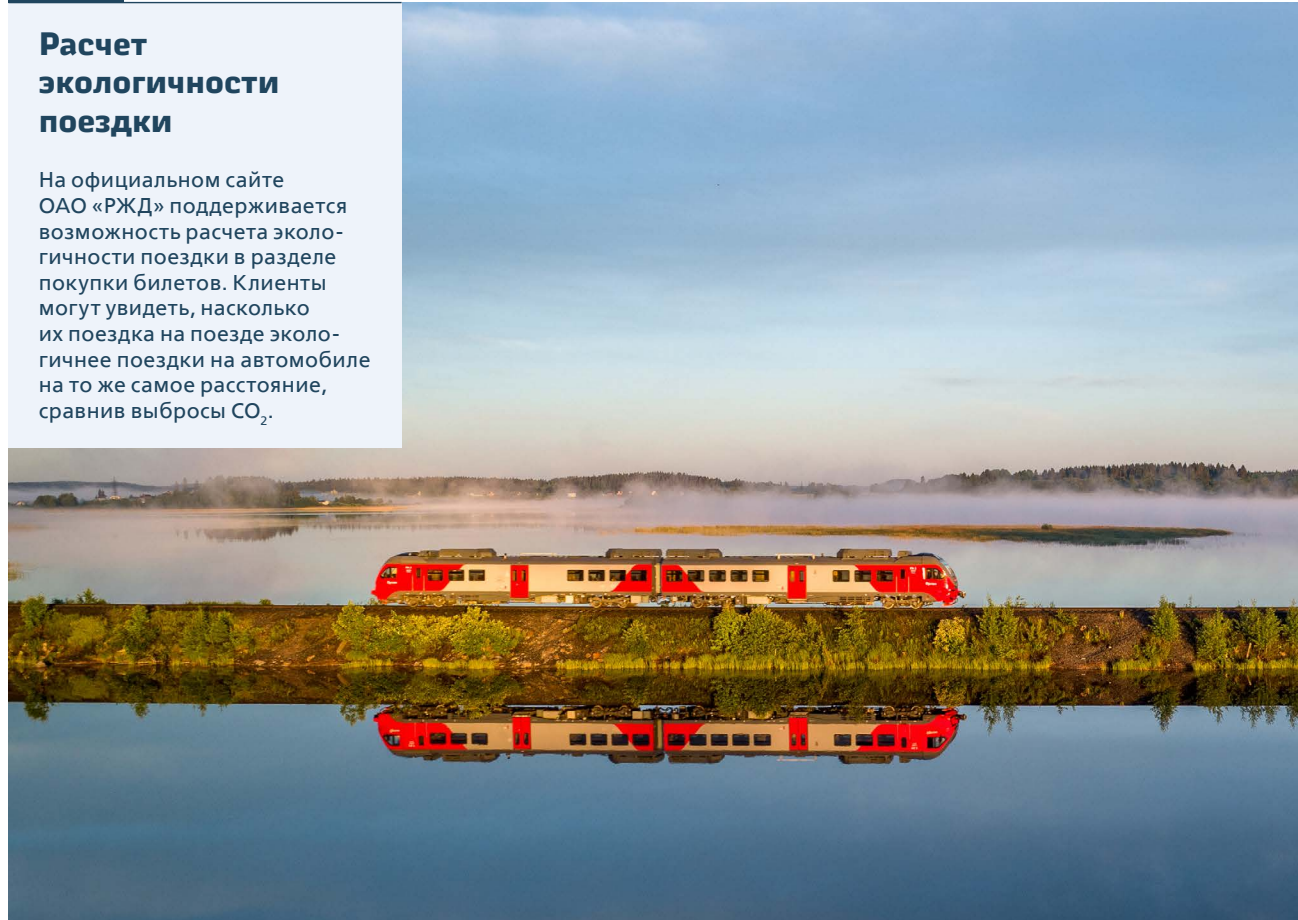 Расчет
экологичности
поездки
На официальном сайте
ОАО «РЖД» поддерживается
возможность расчета эколо-
гичности поездки в разделе
покупки билетов. Клиенты
могут увидеть, насколько
их поездка на поезде эколо-
гичнее поездки на автомобиле
на то же самое расстояние,
сравнив выбросы CO₂.